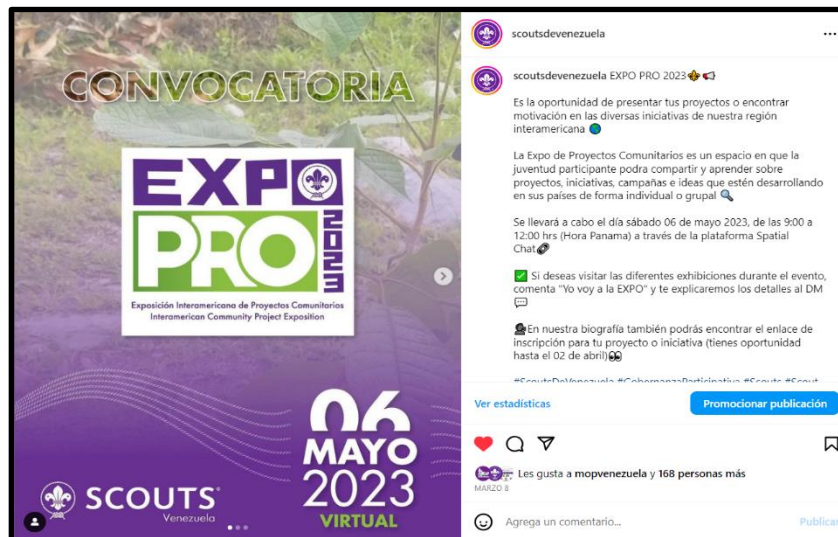 CONVOCATORIA
EXPO
PRO
2023
Exposición Interamericana de Proyectos Comunitarios
Interamerican Community Project Exposition
06
MAYO
2023
VIRTUAL
SCOUTS
Venezuela
scoutsdevenezuela
scoutsdevenezuela EXPO PRO 2023
Es la oportunidad de presentar tus proyectos o encontrar
motivación en las diversas iniciativas de nuestra región
interamericana
La Expo de Proyectos Comunitarios es un espacio en que la
juventud participante podra compartir y aprender sobre
proyectos, iniciativas, campañas e ideas que estén desarrollando
en sus países de forma individual o grupal
Se llevará a cabo el día sábado 06 de mayo 2023, de las 9:00 a
12:00 hrs (Hora Panama) a través de la plataforma Spatial
Chat
Si deseas visitar las diferentes exhibiciones durante el evento,
comenta "Yo voy a la EXPO" y te explicaremos los detalles al DM
En nuestra biografía también podrás encontrar el enlace de
inscripción para tu proyecto o iniciativa (tienes oportunidad
hasta el 02 de abril)
#ScoutsDeVenezuela #GobernanzaParticipativa #Scouts #Scout
Ver estadísticas
Promocionar publicación
Les gusta a mopvenezuela y 168 personas más
MARZO 8
Agrega un comentario...
Publicar